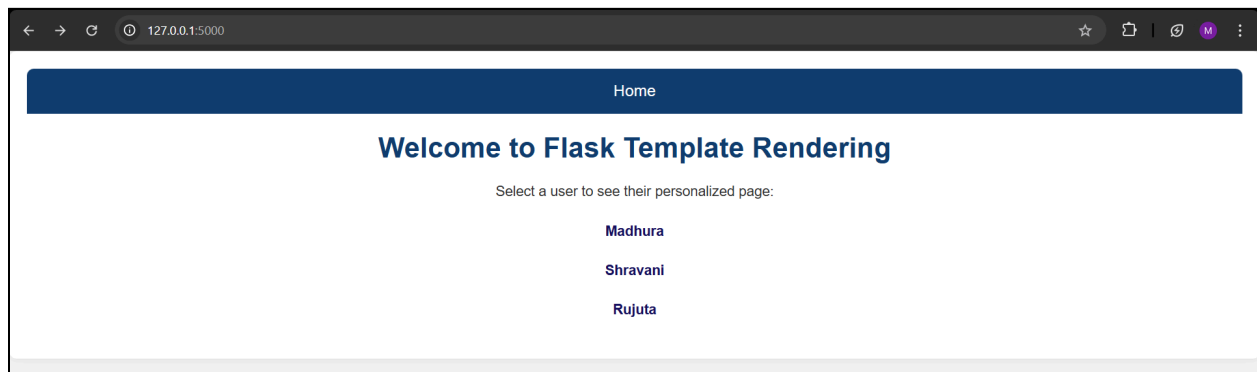 127.0.0.1:5000
M
Home
Welcome to Flask Template Rendering
Select a user to see their personalized page:
Madhura
Shravani
Rujuta